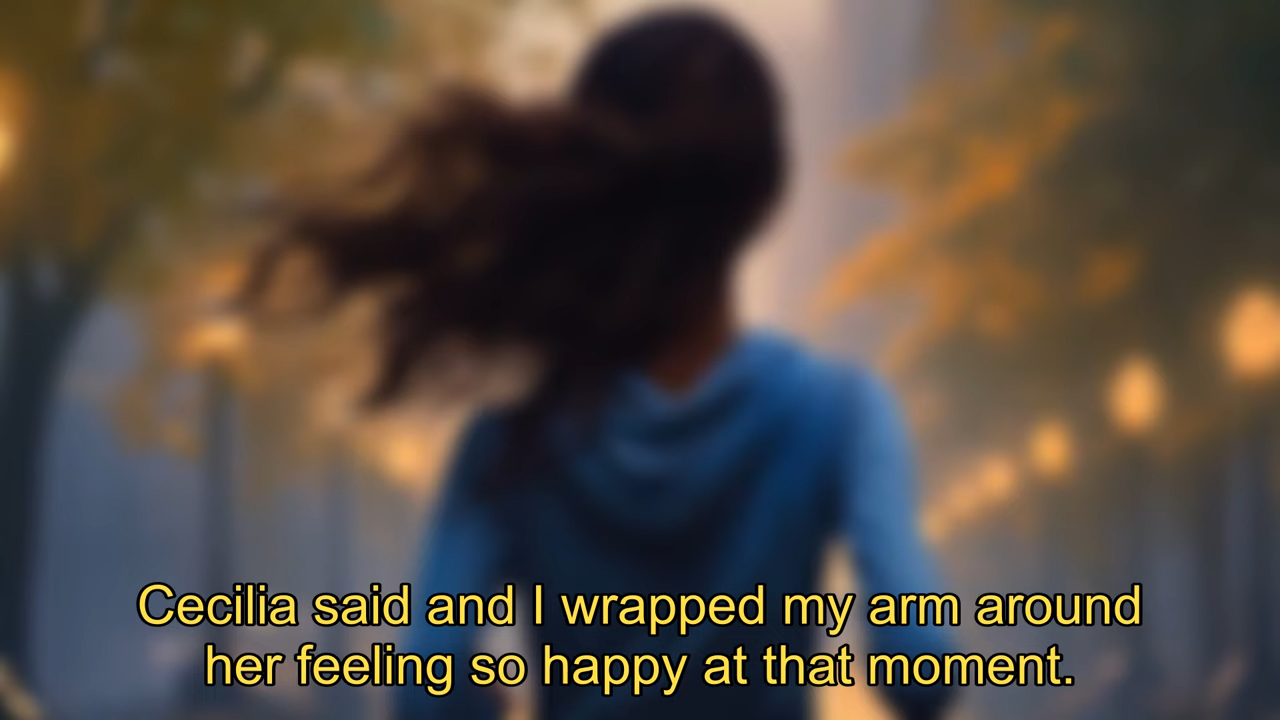 Cecilia said and I wrapped my arm around
her feeling so happy at that moment.